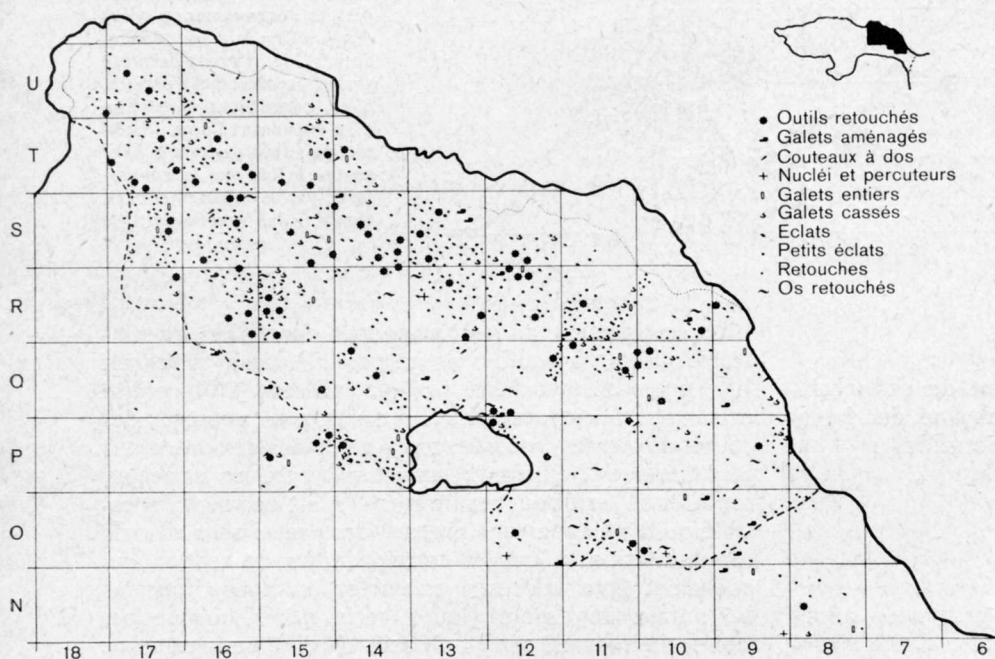 U
T
S
R
Q
P
O
N
18 17 16 15 14 13 12 11 10 9 8 7 6
Outils retouchés
Galets aménagés
Couteaux à dos
Nucléi et percuteurs
Galets entiers
Galets cassés
Eclats
Petits éclats
Retouches
Os retouchés